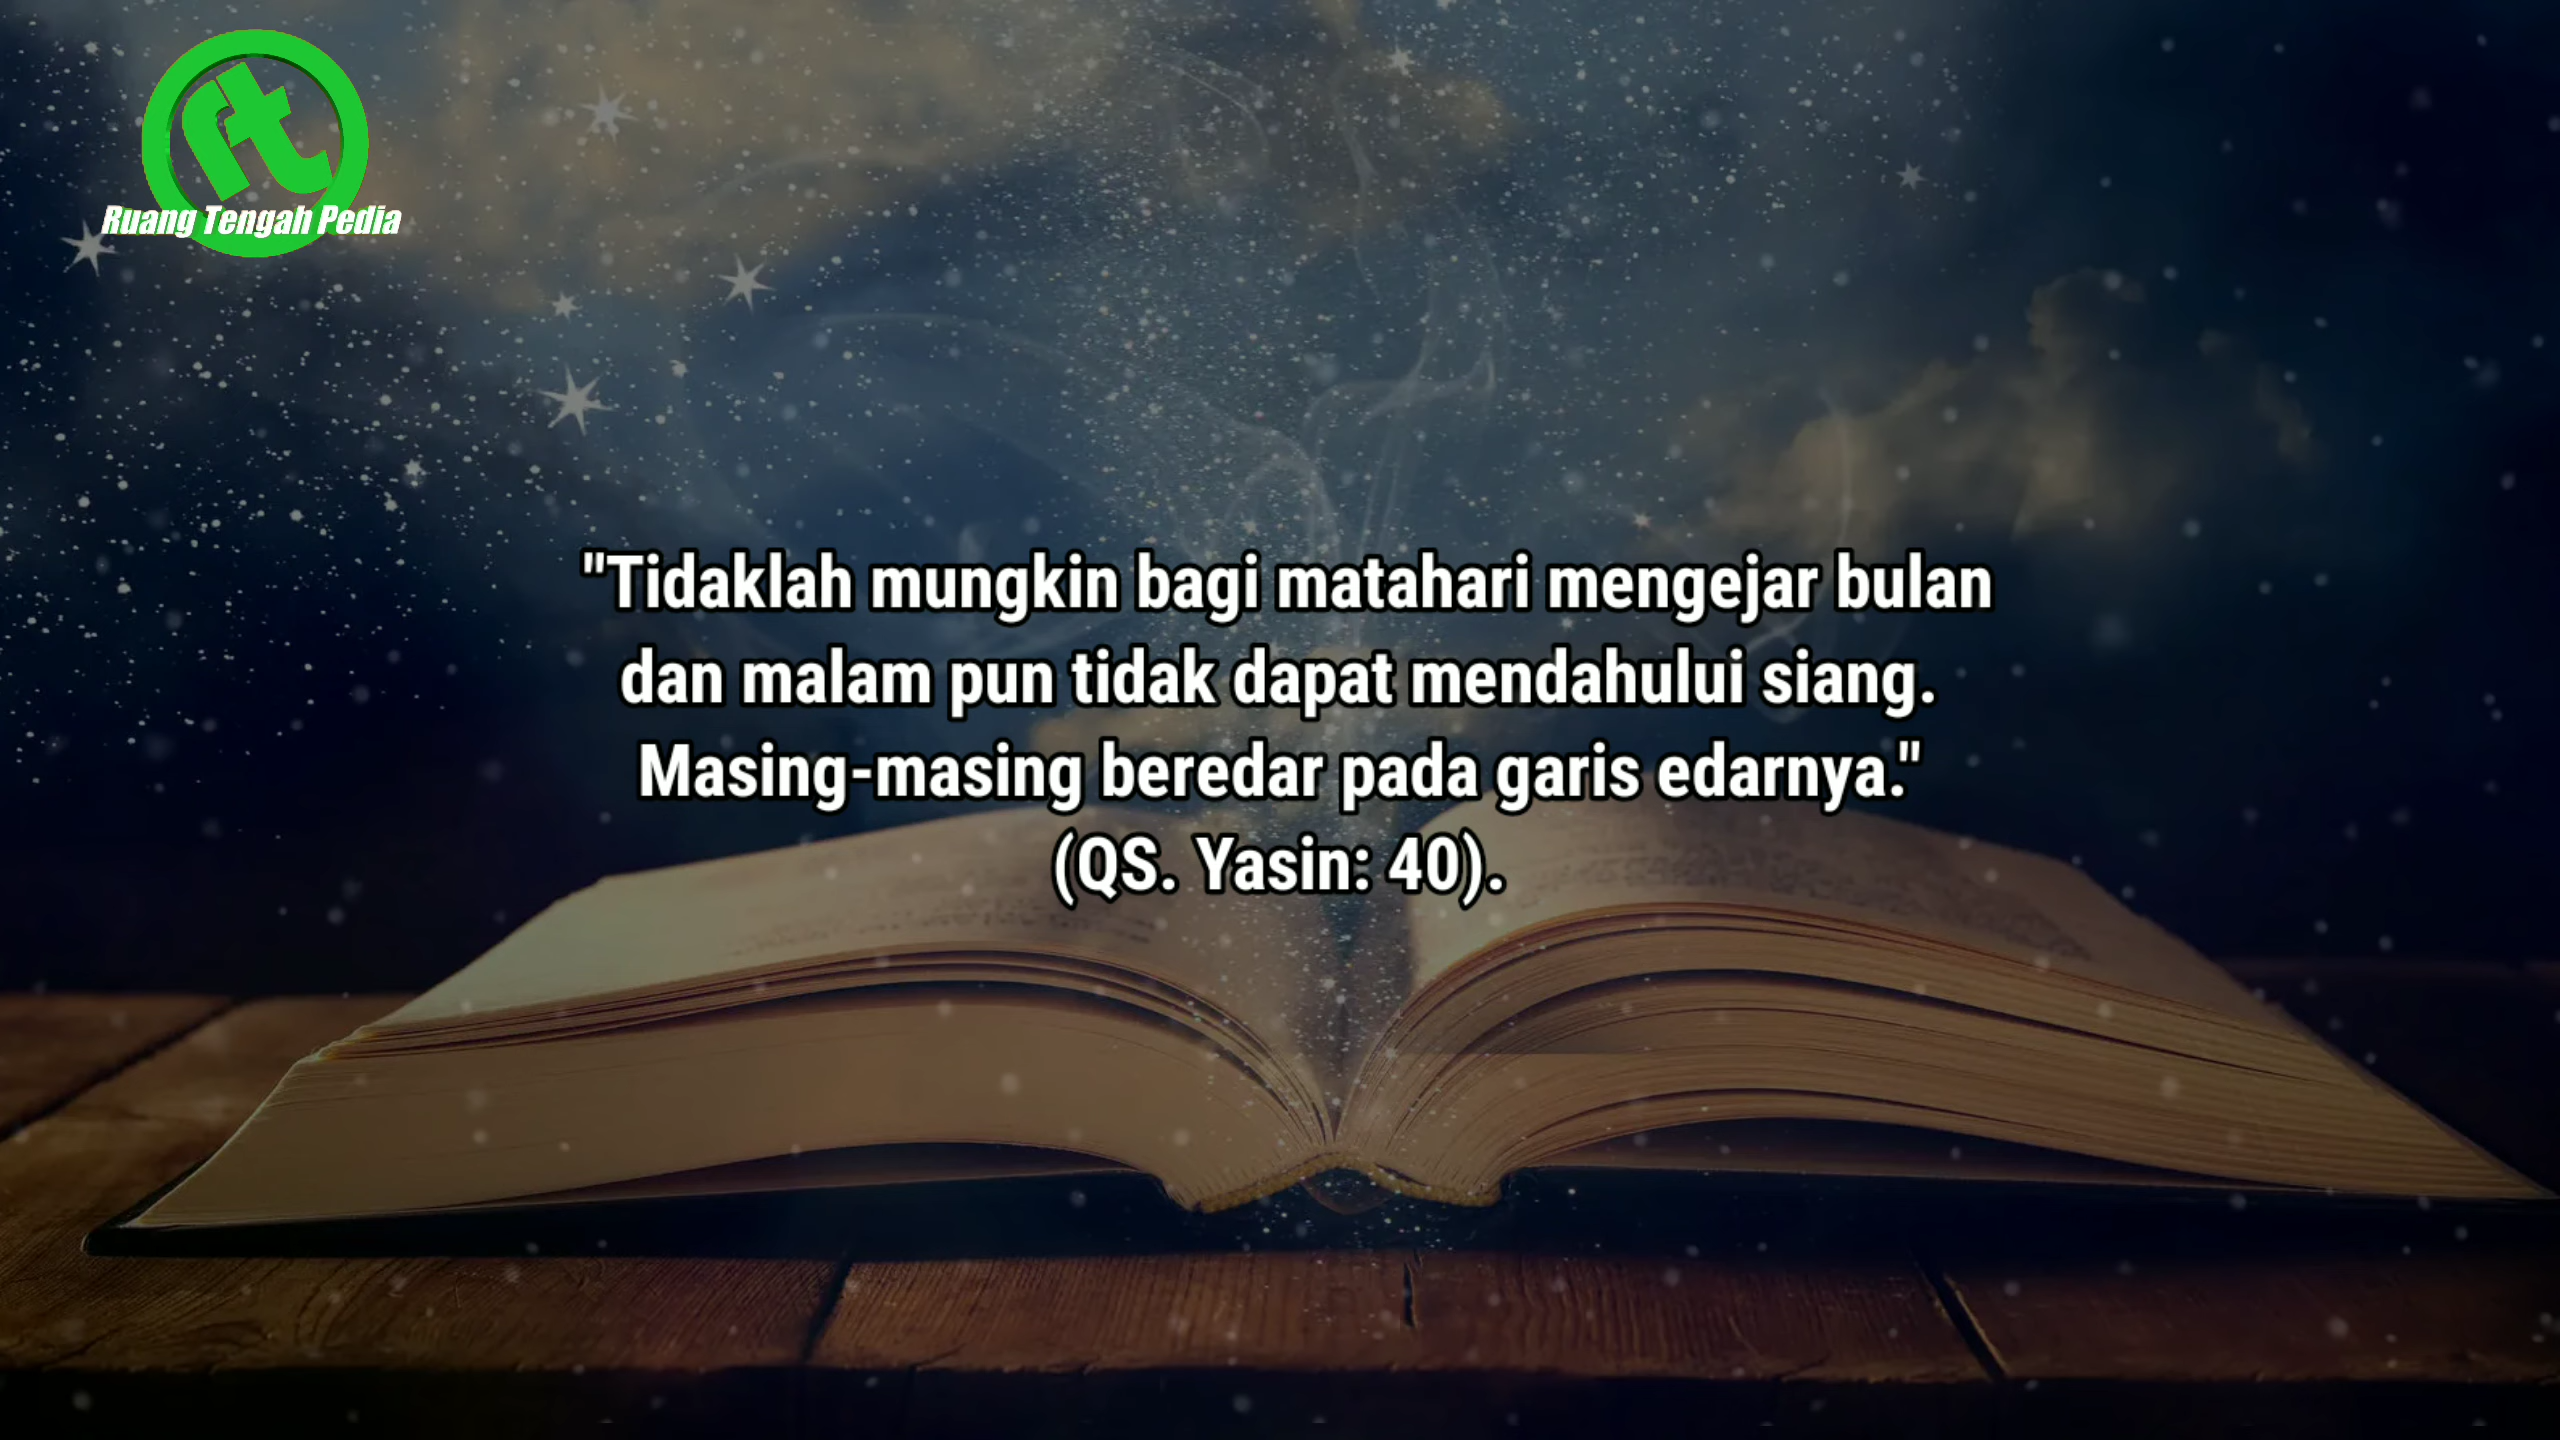 Ruang Tengah Pedia
"Tidaklah mungkin bagi matahari mengejar bulan
dan malam pun tidak dapat mendahului siang.
Masing-masing beredar pada garis edarnya."
(QS. Yasin: 40).